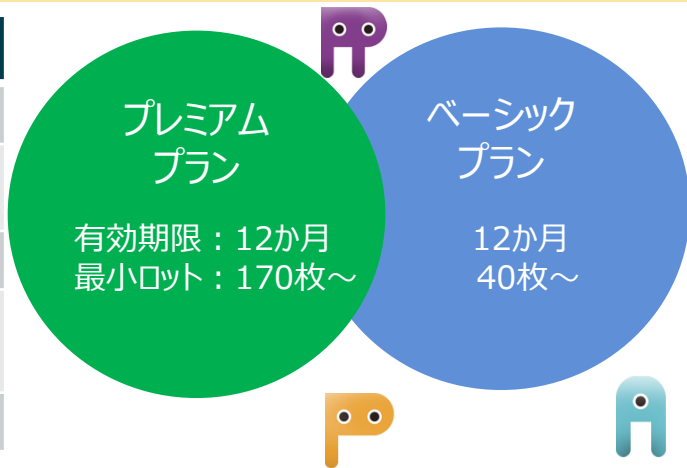 プレミアム
プラン
有効期限：12か月
最小ロット：170枚～
ベーシック
プラン
12か月
40枚～